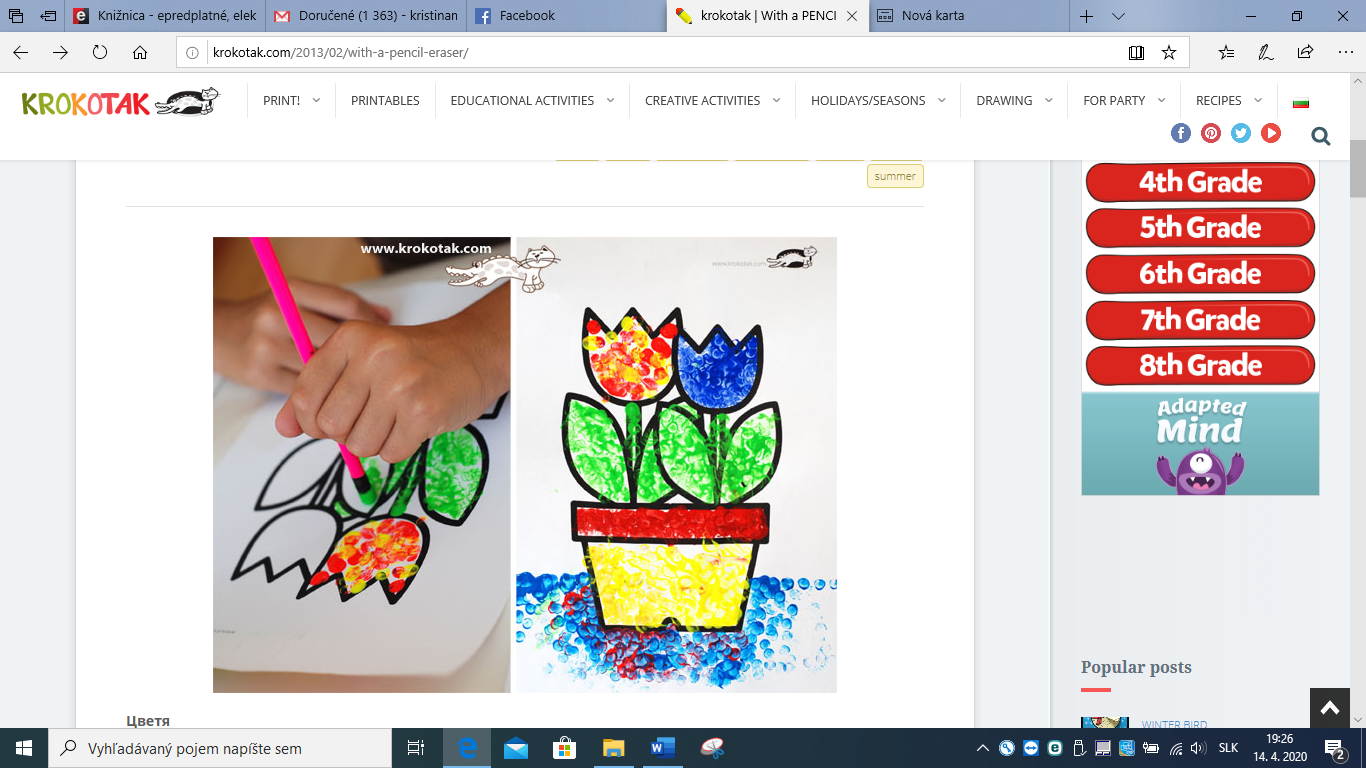 Knižnica - epredplatné, elek
Doručené (1 363) - kristinan
Facebook
krokotak | With a PENCI
Nová karta
krokotak.com/2013/02/with-a-pencil-eraser/
KROKOTAK
PRINT!
PRINTABLES
EDUCATIONAL ACTIVITIES
CREATIVE ACTIVITIES
HOLIDAYS/SEASONS
DRAWING
FOR PARTY
RECIPES
summer
4th Grade
5th Grade
6th Grade
7th Grade
8th Grade
Adapted
Mind
www.krokotak.com
www.krokotak.com
Popular posts
WINTER BIRD
Цветя
Vyhľadávaný pojem napíšte sem
SLK
19:26
14. 4. 2020
2